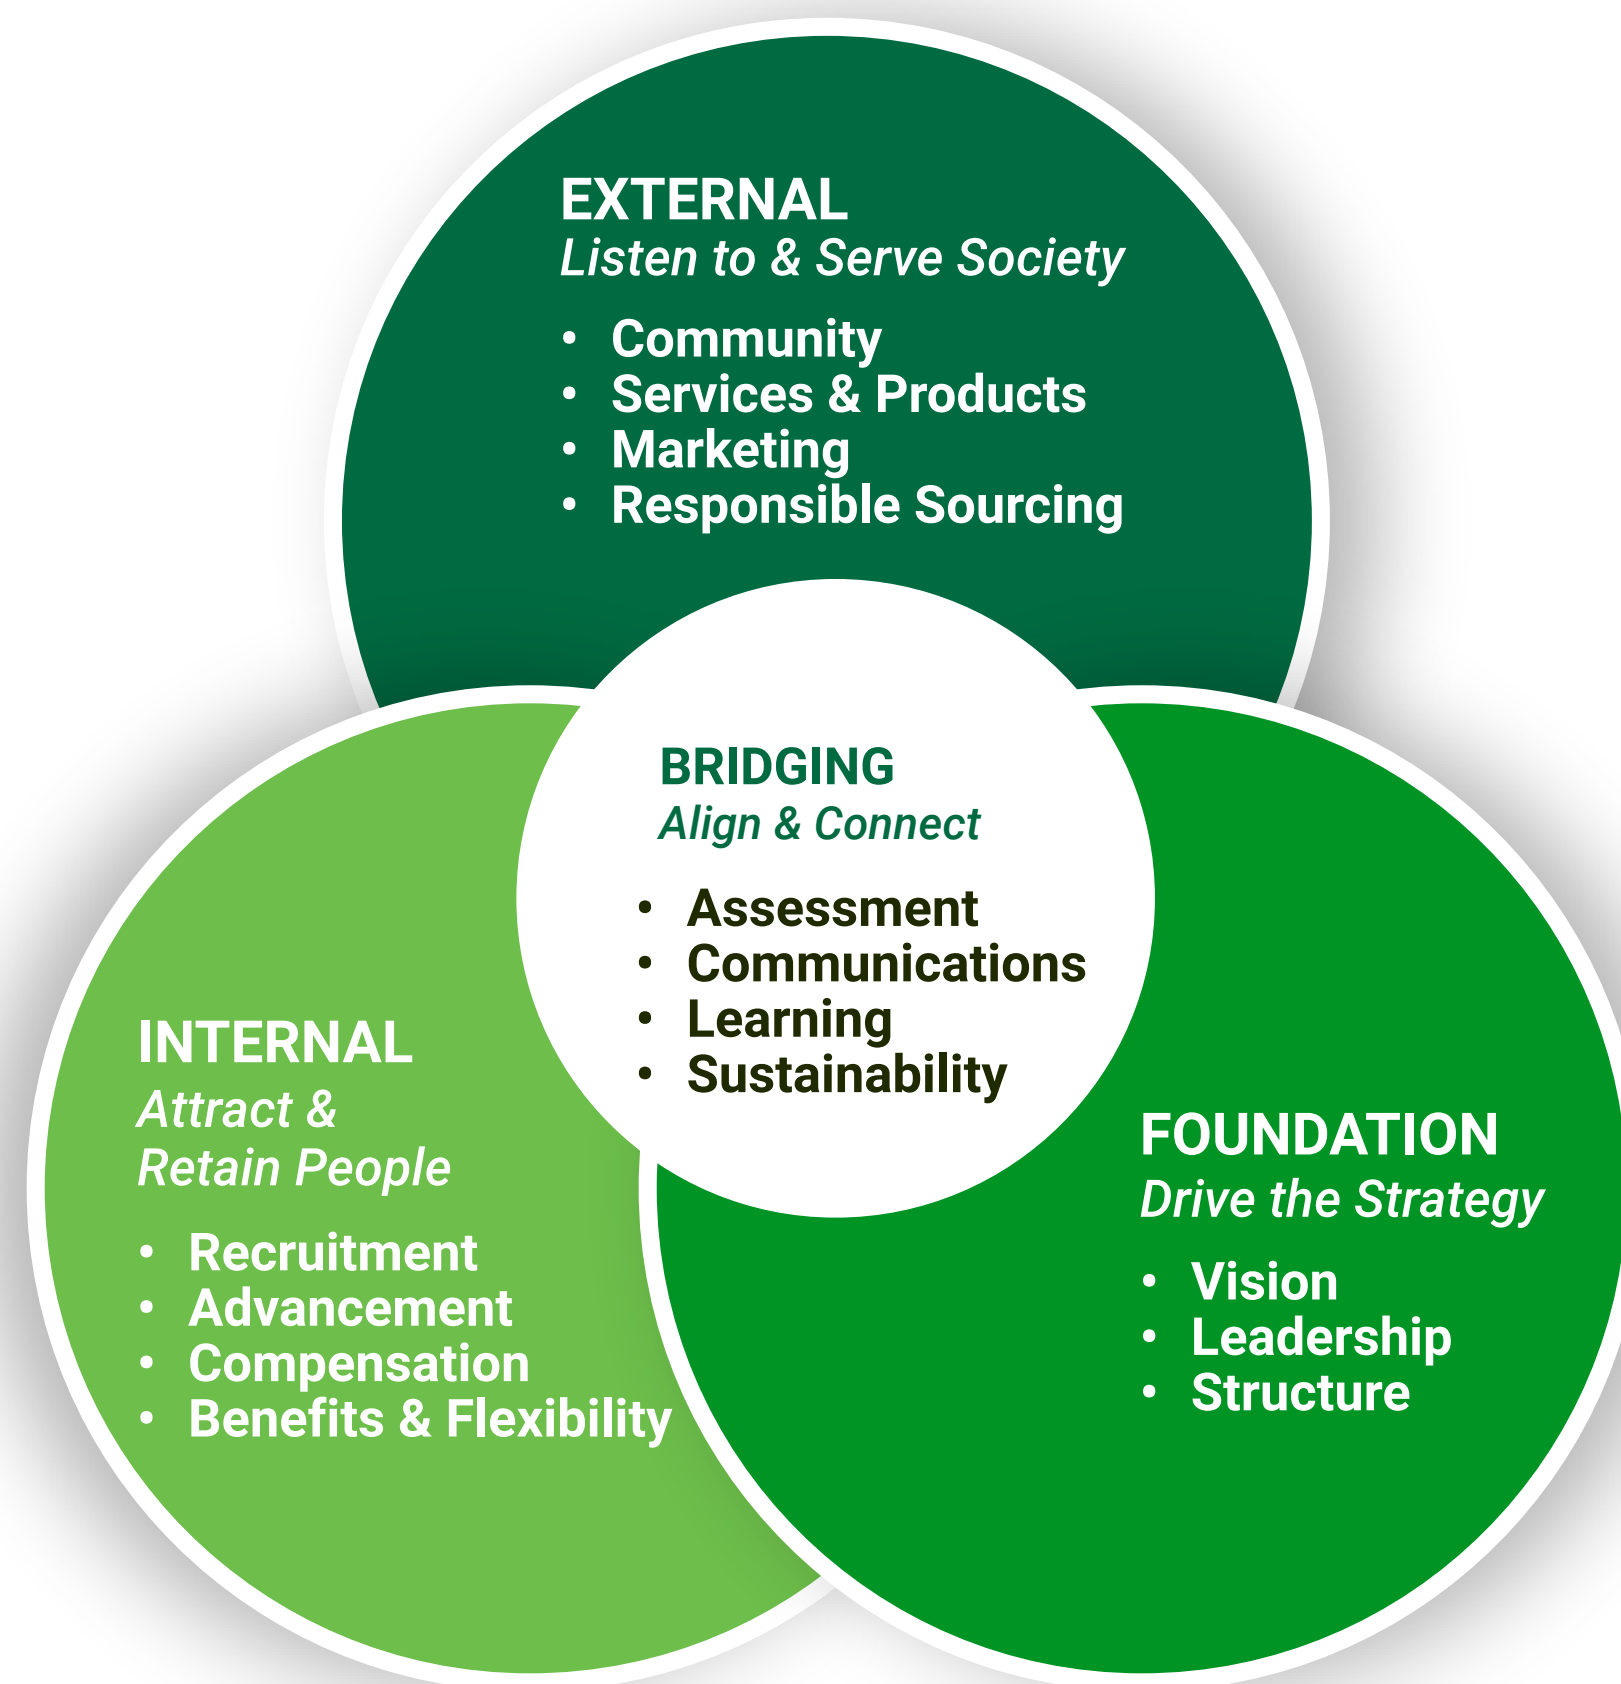 EXTERNAL
Listen to & Serve Society
• Community
• Services & Products
• Marketing
• Responsible Sourcing
BRIDGING
Align & Connect
• Assessment
• Communications
• Learning
• Sustainability
INTERNAL
Attract &
Retain People
• Recruitment
• Advancement
• Compensation
• Benefits & Flexibility
FOUNDATION
Drive the Strategy
• Vision
• Leadership
• Structure